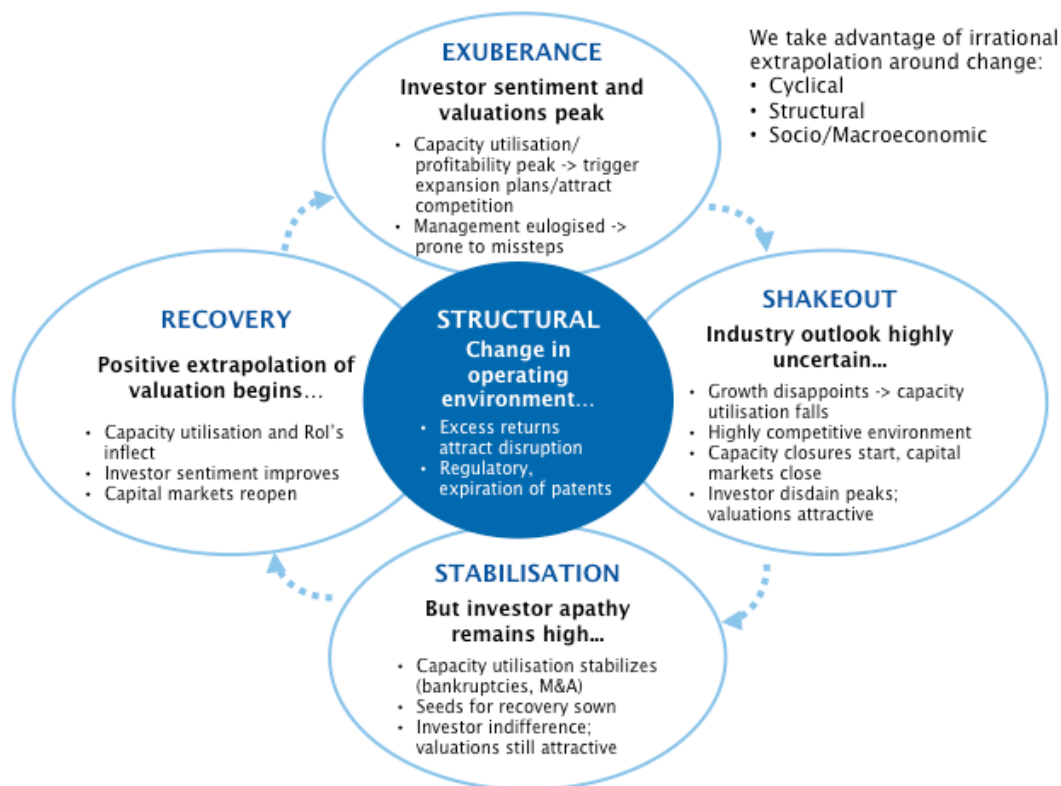 EXUBERANCE
Investor sentiment and
valuations peak
• Capacity utilisation/
profitability peak -> trigger
expansion plans/attract
competition
• Management eulogised ->
prone to missteps
We take advantage of irrational
extrapolation around change:
• Cyclical
• Structural
• Socio/Macroeconomic
RECOVERY
Positive extrapolation of
valuation begins...
• Capacity utilisation and RoI's
inflect
• Investor sentiment improves
• Capital markets reopen
STRUCTURAL
Change in
operating
environment...
• Excess returns
attract disruption
• Regulatory,
expiration of patents
SHAKEOUT
Industry outlook highly
uncertain...
• Growth disappoints -> capacity
utilisation falls
• Highly competitive environment
• Capacity closures start, capital
markets close
• Investor disdain peaks;
valuations attractive
STABILISATION
But investor apathy
remains high...
• Capacity utilisation stabilizes
(bankruptcies, M&A)
• Seeds for recovery sown
• Investor indifference;
valuations still attractive